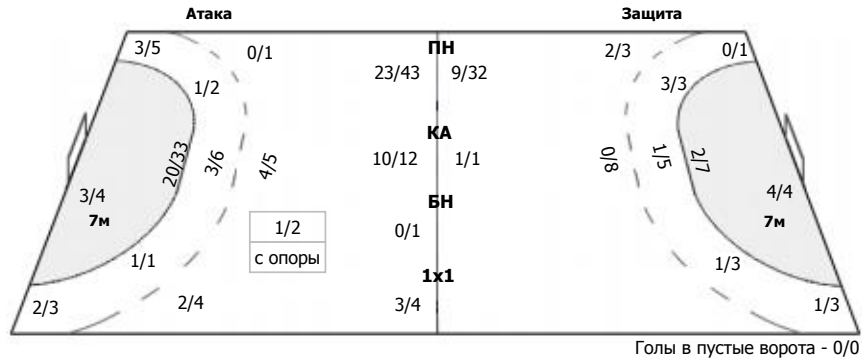 Атака Защита
3/5 0/1 ПН 2/3 0/1
23/43 9/32
1/2 3/3
КА
20/33 3/6 4/5 10/12 1/1 0/8 1/5 2/7
3/4 БН 4/4
7м 7м
1/2 0/1
с опоры
1/1 1/3
1x1
2/3 2/4 3/4 1/3
Голы в пустые ворота - 0/0